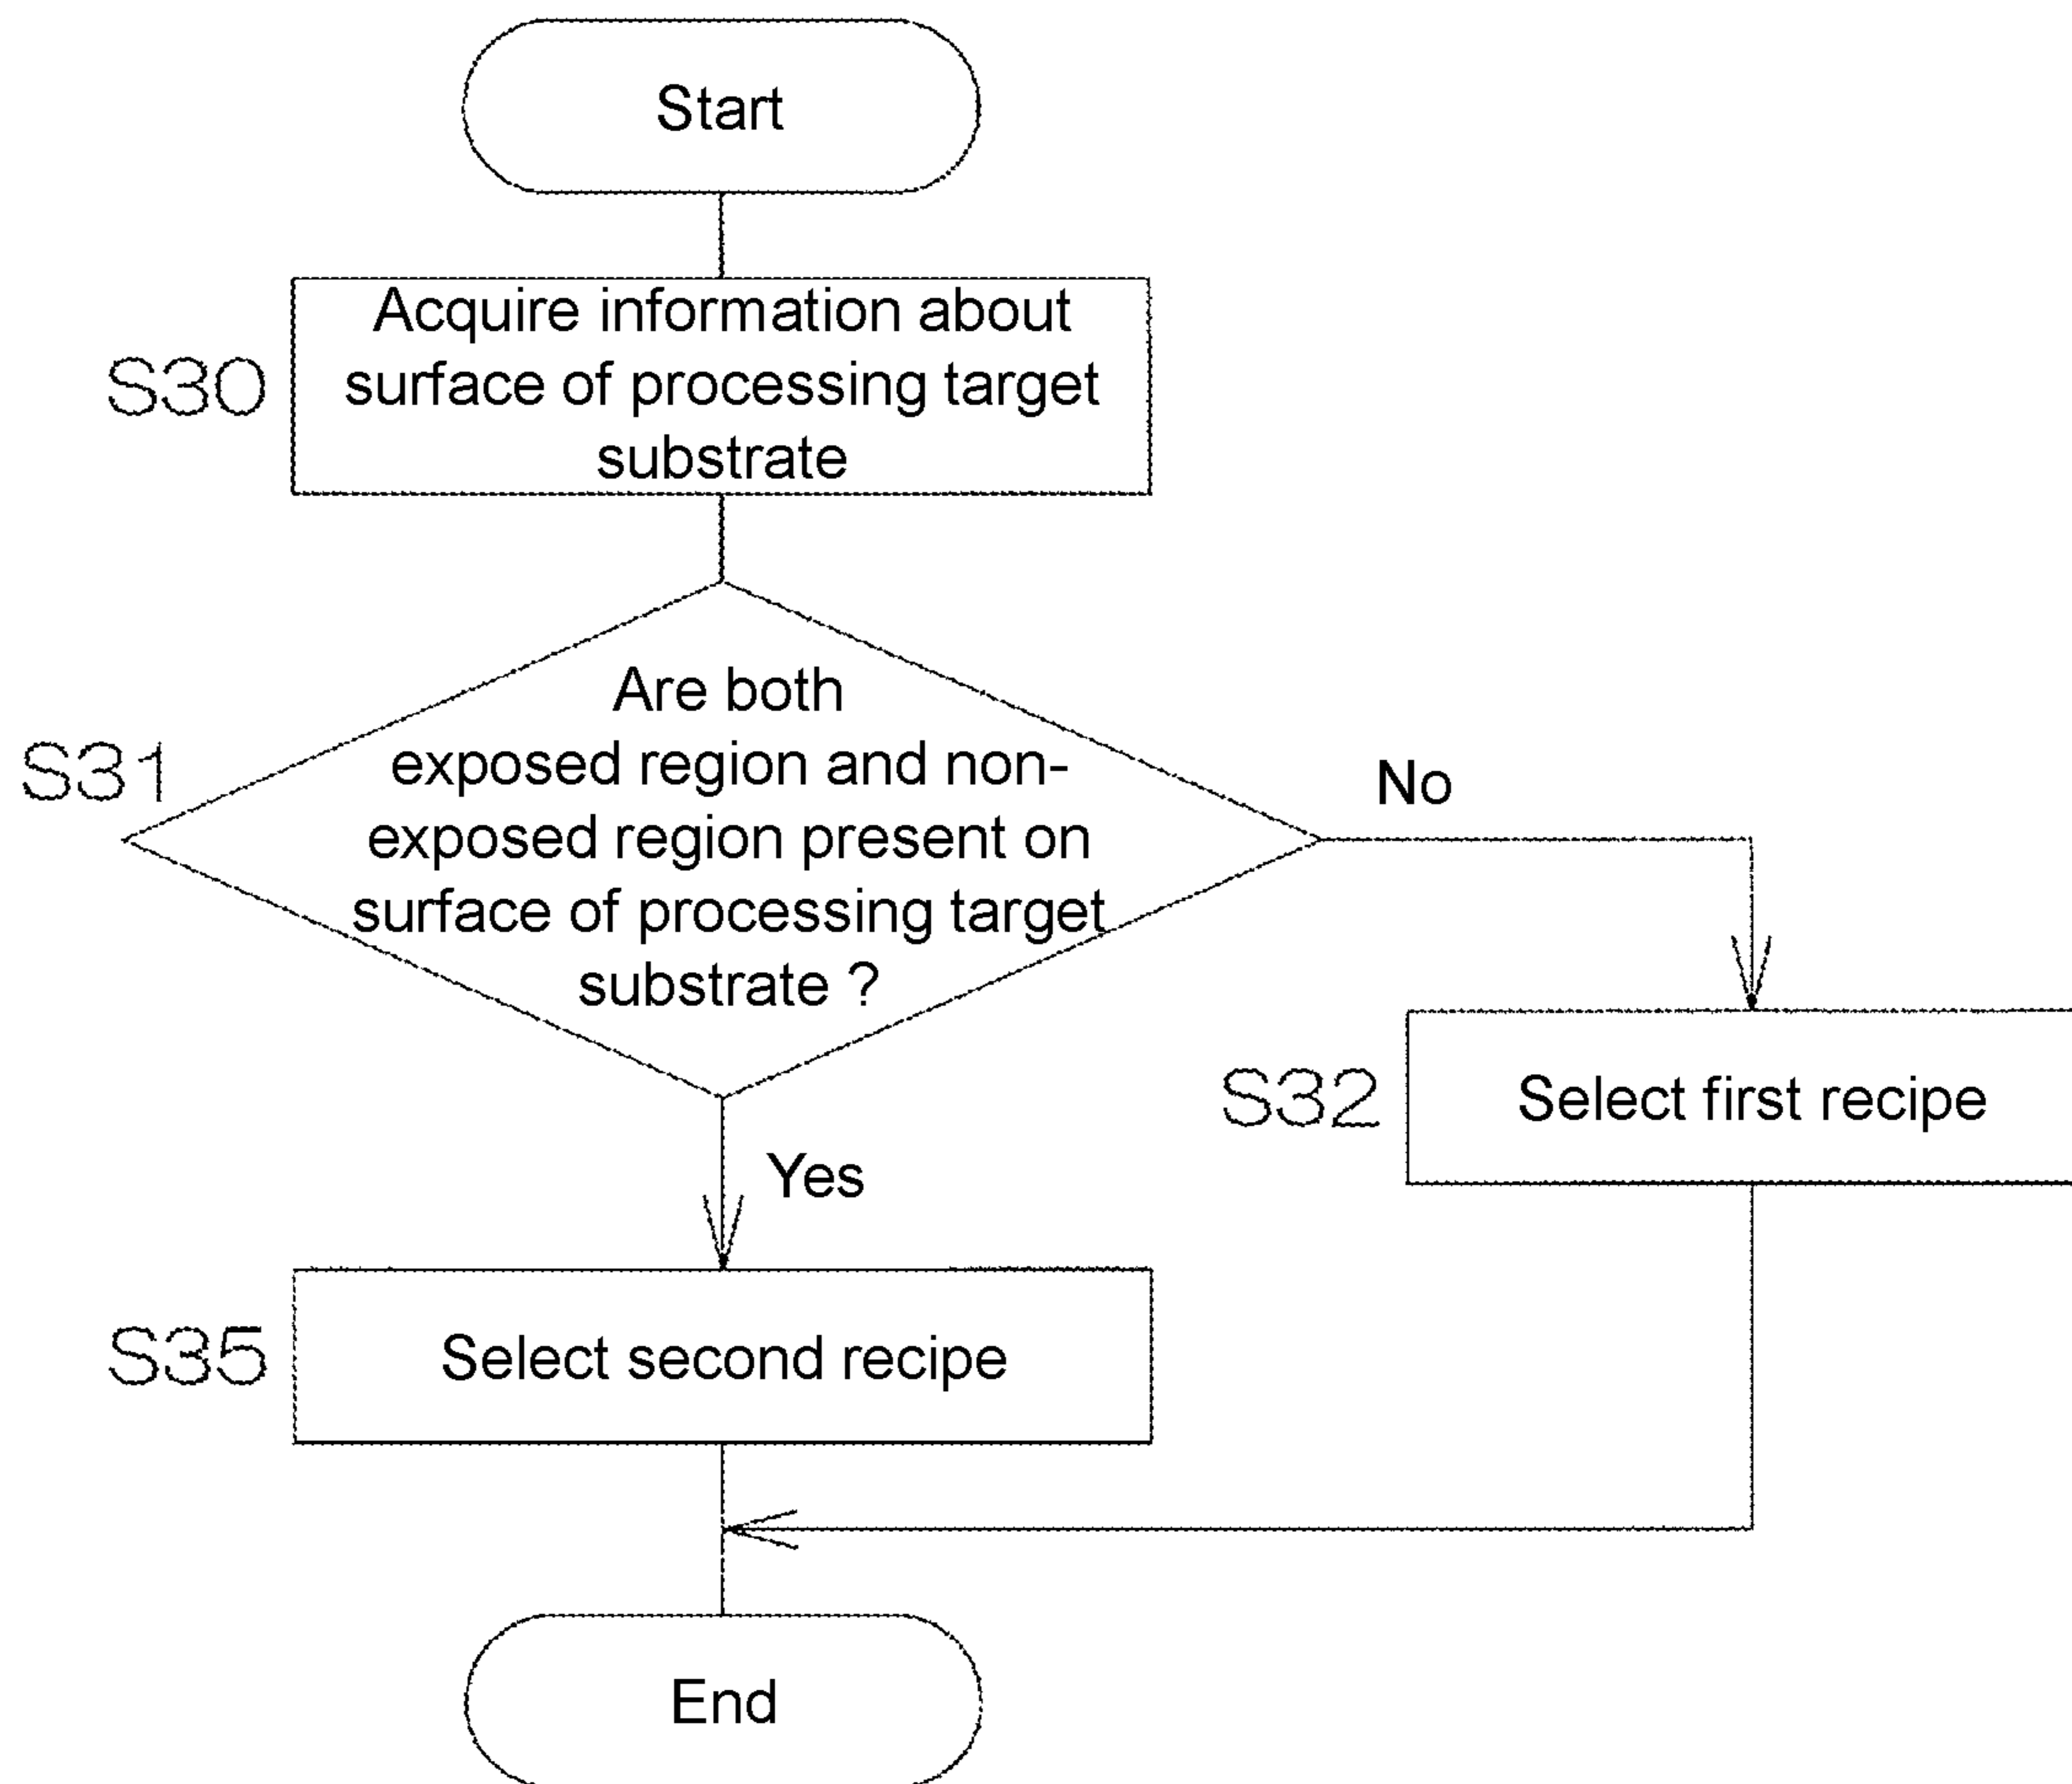 Start
S30
Acquire information about
surface of processing target
substrate
S31
Are both
exposed region and non-
exposed region present on
surface of processing target
substrate ?
No
S32
Select first recipe
Yes
S35
Select second recipe
End